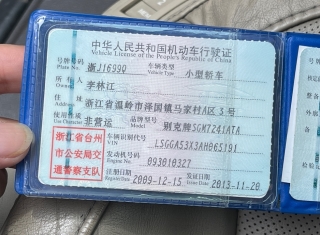 中华人民共和国机动车行驶证
Vehicle License of the People's Republic of China
号牌号码 浙J1699Q 车辆类型 小型轿车
Plate No. Vehicle Type
所有人 李林江
Owner
住址 浙江省温岭市泽国镇马家村A区3号
Address
使用性质 非营运 品牌型号 别克牌SGM7241ATA
Use Character Model
浙江省台州
市公安局交
通警察支队
车辆识别代号 LSGGA53X3AH065191
VIN
发动机号码 093010327
Engine No.
注册日期 2009-12-15 发证日期 2013-11-20
Register Date Issue Date